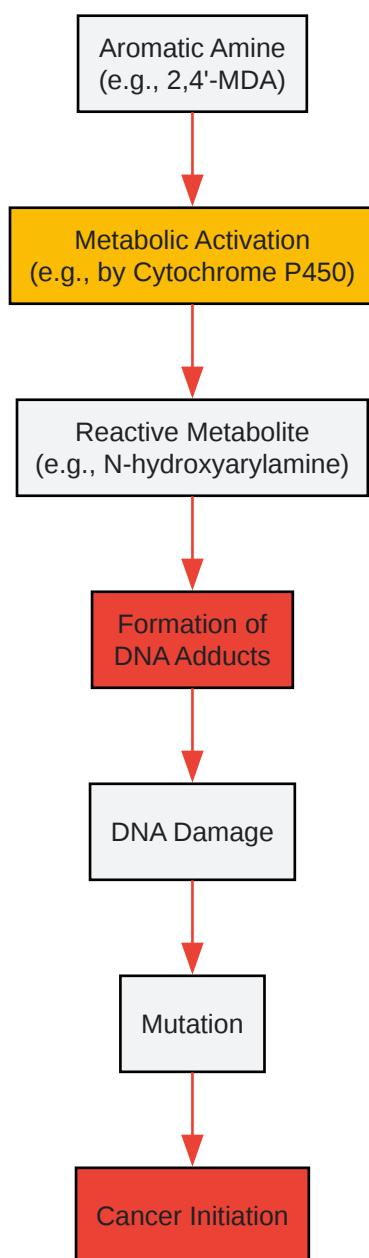 Aromatic Amine
(e.g., 2,4'-MDA)
Metabolic Activation
(e.g., by Cytochrome P450)
Reactive Metabolite
(e.g., N-hydroxyarylamine)
Formation of
DNA Adducts
DNA Damage
Mutation
Cancer Initiation